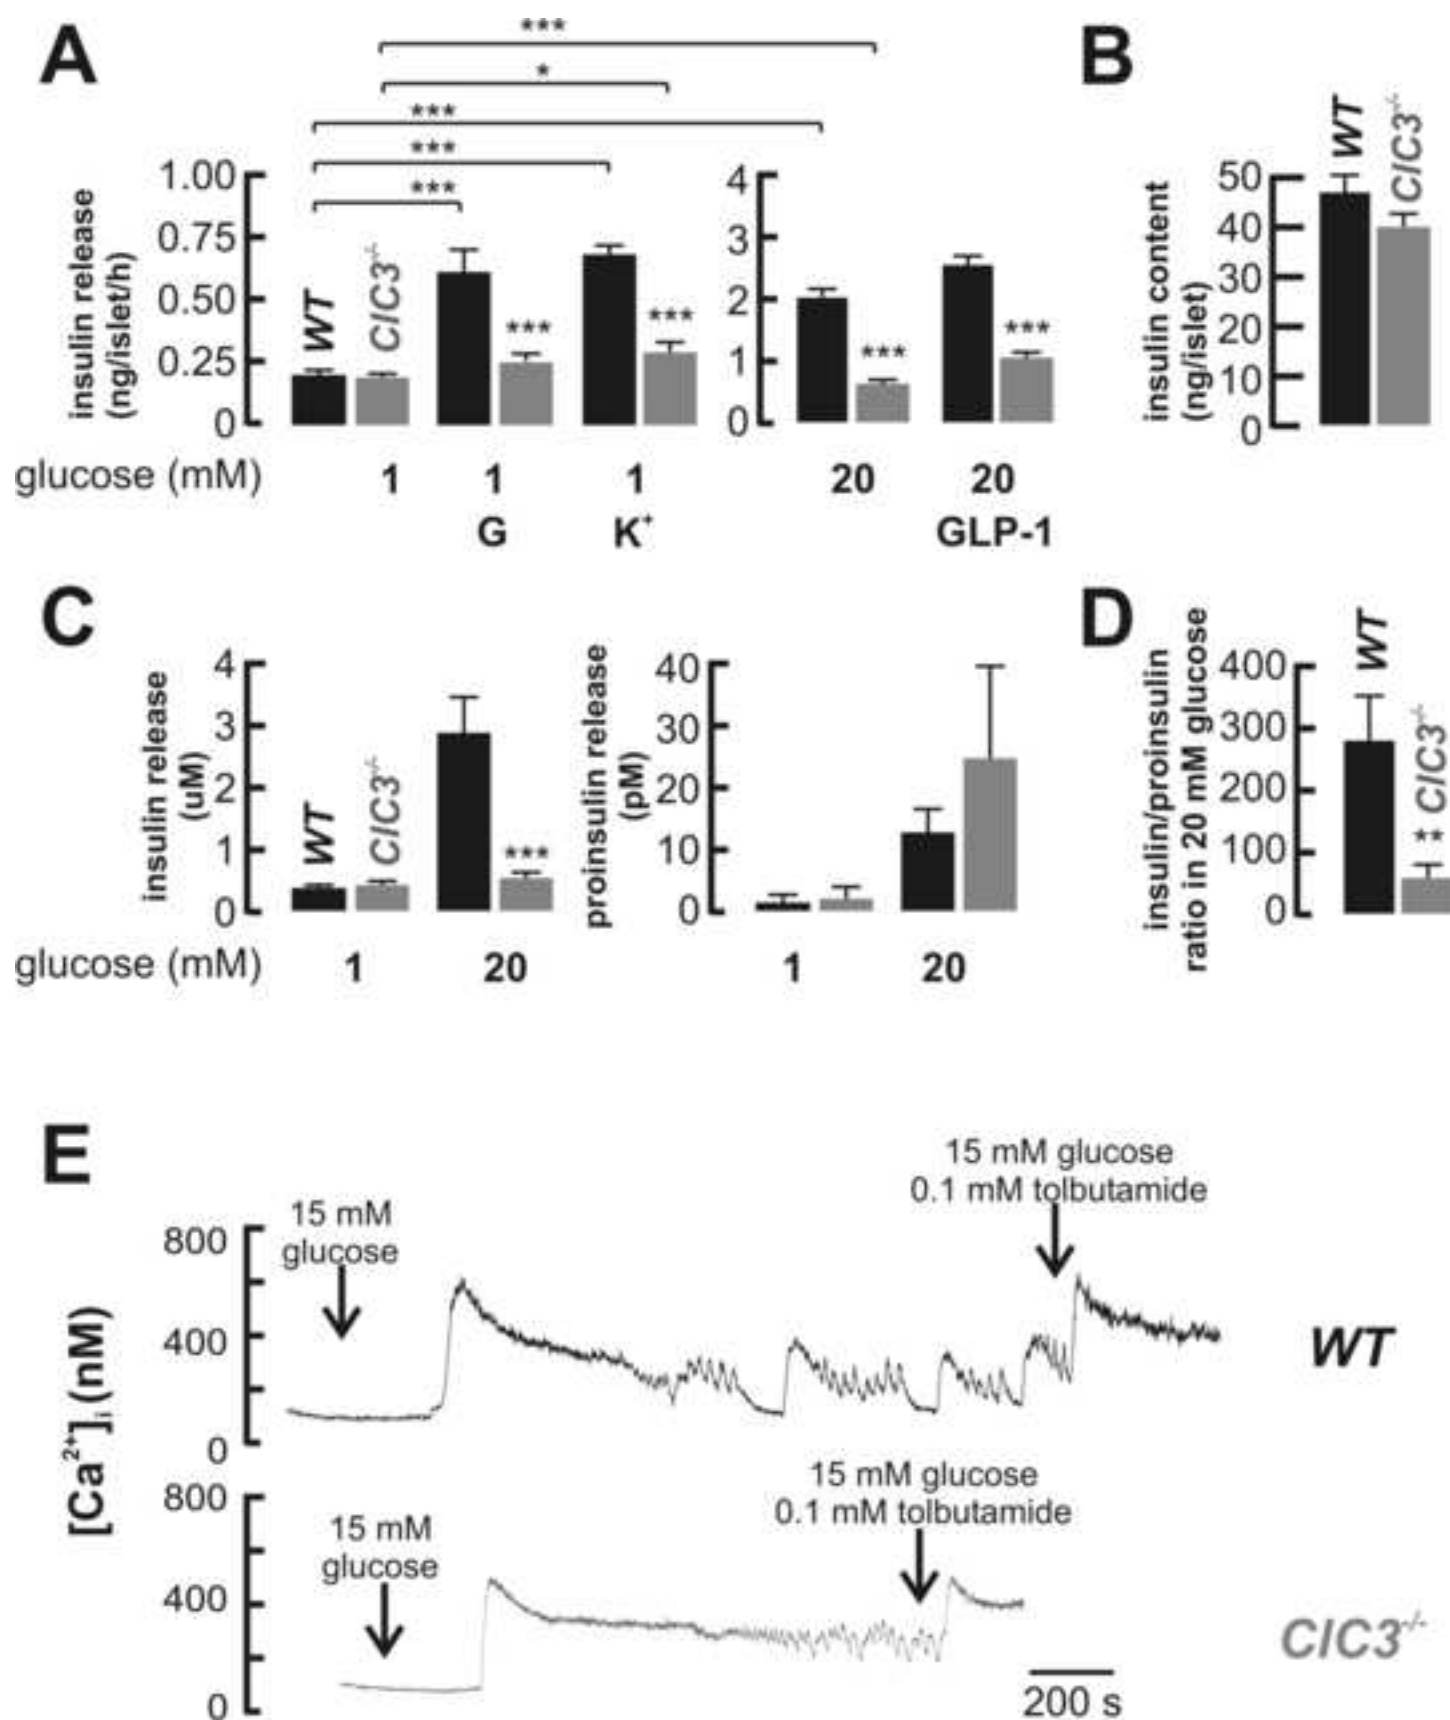 A
B
***
*
***
***
***
insulin release
(ng/islet/h)
1.00
0.75
0.50
0.25
0
WT
ClC3-/-
***
***
4
3
2
1
0
***
***
insulin content
(ng/islet)
50
40
30
20
10
0
WT
ClC3-/-
glucose (mM) 1 1 1 20 20
G K+ GLP-1
C
D
insulin release
(uM)
4
3
2
1
0
WT
ClC3-/-
***
proinsulin release
(pM)
40
30
20
10
0
insulin/proinsulin
ratio in 20 mM glucose
400
300
200
100
0
WT
** ClC3-/-
glucose (mM) 1 20 1 20
E
[Ca2+]i (nM)
15 mM
glucose
15 mM glucose
0.1 mM tolbutamide
800
400
0
WT
15 mM
glucose
15 mM glucose
0.1 mM tolbutamide
800
400
0
ClC3-/-
200 s